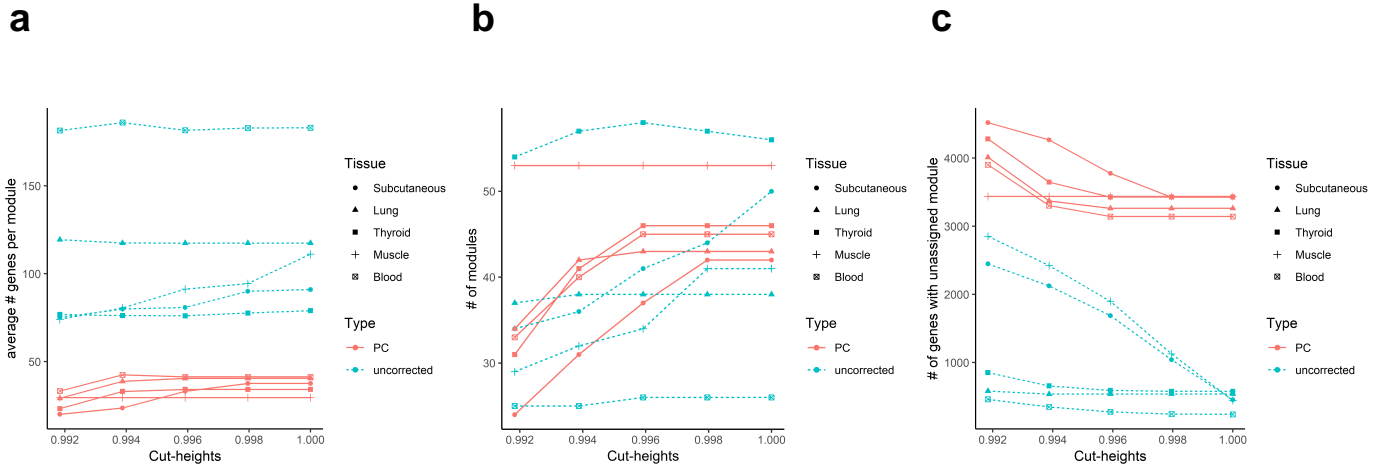 a
b
c
average # genes per module
150
100
50
0.992 0.994 0.996 0.998 1.000
Cut-heights
Tissue
Subcutaneous
Lung
Thyroid
Muscle
Blood
Type
PC
uncorrected
# of modules
50
40
30
0.992 0.994 0.996 0.998 1.000
Cut-heights
Tissue
Subcutaneous
Lung
Thyroid
Muscle
Blood
Type
PC
uncorrected
# of genes with unassigned module
4000
3000
2000
1000
0.992 0.994 0.996 0.998 1.000
Cut-heights
Tissue
Subcutaneous
Lung
Thyroid
Muscle
Blood
Type
PC
uncorrected